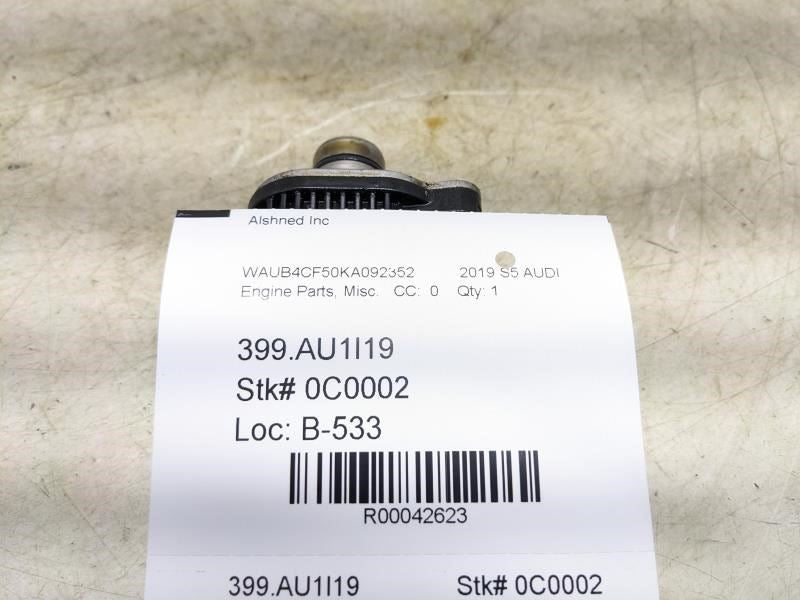 Alshned Inc
WAUB4CF50KA092352 2019 S5 AUDI
Engine Parts, Misc. CC: 0 Qty: 1
399.AU1I19
Stk# 0C0002
Loc: B-533
R00042623
399.AU1I19 Stk# 0C0002